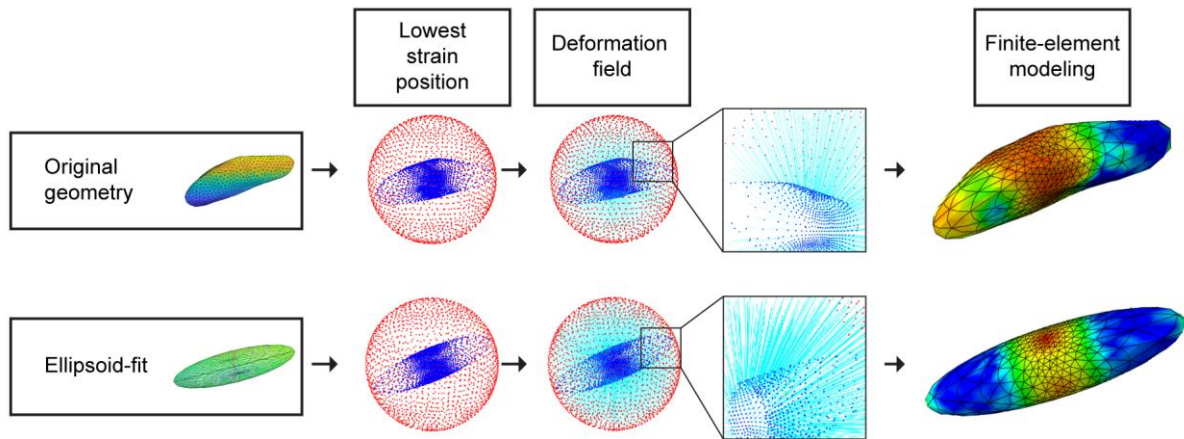 Lowest
strain
position
Deformation
field
Finite-element
modeling
Original
geometry
Ellipsoid-fit